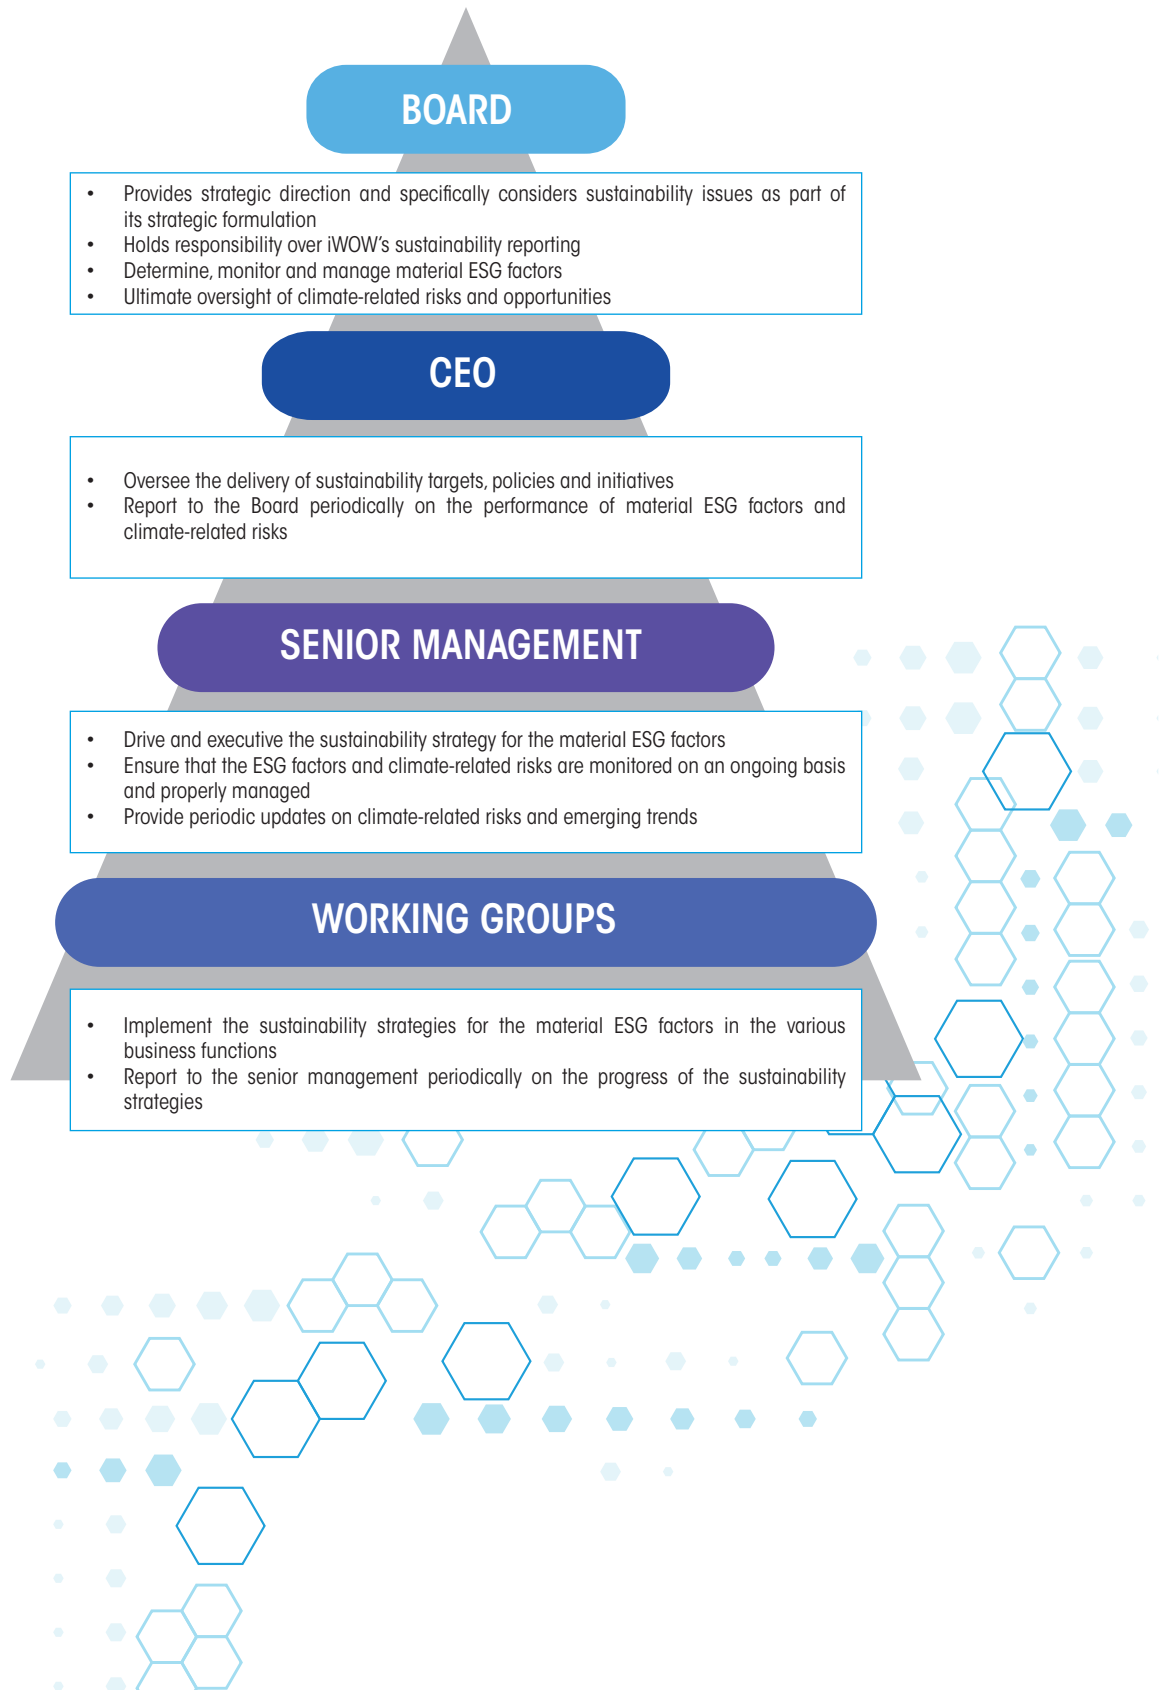 BOARD
• Provides strategic direction and specifically considers sustainability issues as part of
its strategic formulation
• Holds responsibility over iWOW’s sustainability reporting
• Determine, monitor and manage material ESG factors
• Ultimate oversight of climate-related risks and opportunities
CEO
• Oversee the delivery of sustainability targets, policies and initiatives
• Report to the Board periodically on the performance of material ESG factors and
climate-related risks
SENIOR MANAGEMENT
• Drive and executive the sustainability strategy for the material ESG factors
• Ensure that the ESG factors and climate-related risks are monitored on an ongoing basis
and properly managed
• Provide periodic updates on climate-related risks and emerging trends
WORKING GROUPS
• Implement the sustainability strategies for the material ESG factors in the various
business functions
• Report to the senior management periodically on the progress of the sustainability
strategies